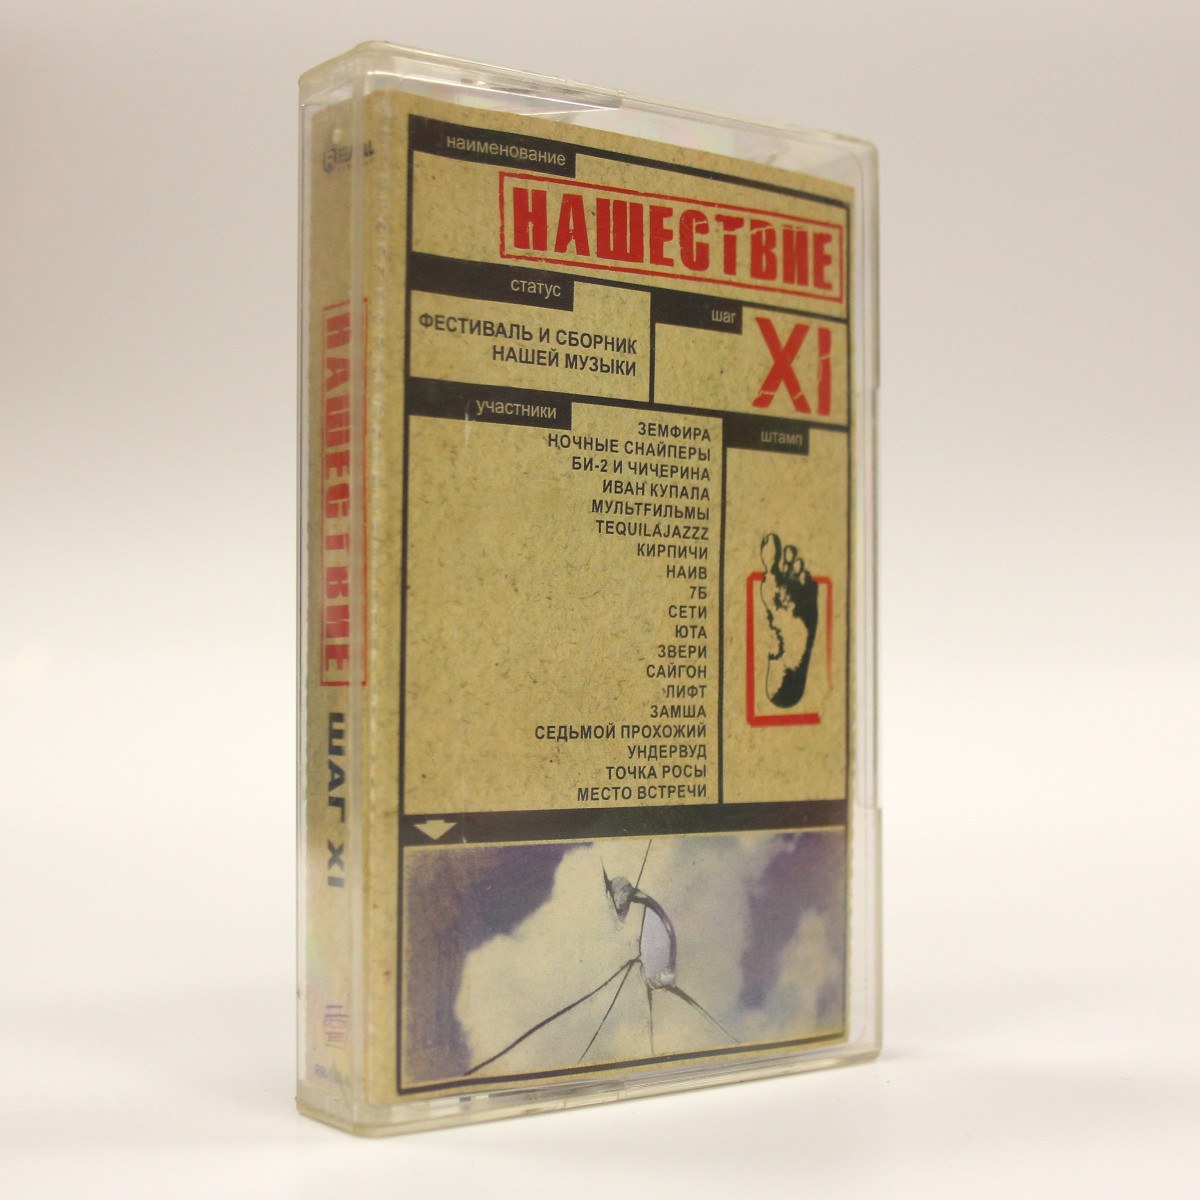 наименование
НАШЕСТВИЕ
статус
ФЕСТИВАЛЬ И СБОРНИК
НАШЕЙ МУЗЫКИ
шаг
XI
участники
ЗЕМФИРА
НОЧНЫЕ СНАЙПЕРЫ
БИ-2 И ЧИЧЕРИНА
ИВАН КУПАЛА
МУЛЬТFИЛЬМЫ
TEQUILAJAZZZ
КИРПИЧИ
НАИВ
7Б
СЕТИ
ЮТА
ЗВЕРИ
САЙГОН
ЛИФТ
ЗАМША
СЕДЬМОЙ ПРОХОЖИЙ
УНДЕРВУД
ТОЧКА РОСЫ
МЕСТО ВСТРЕЧИ
штамп
НАШЕСТВИЕ ШАГ XI